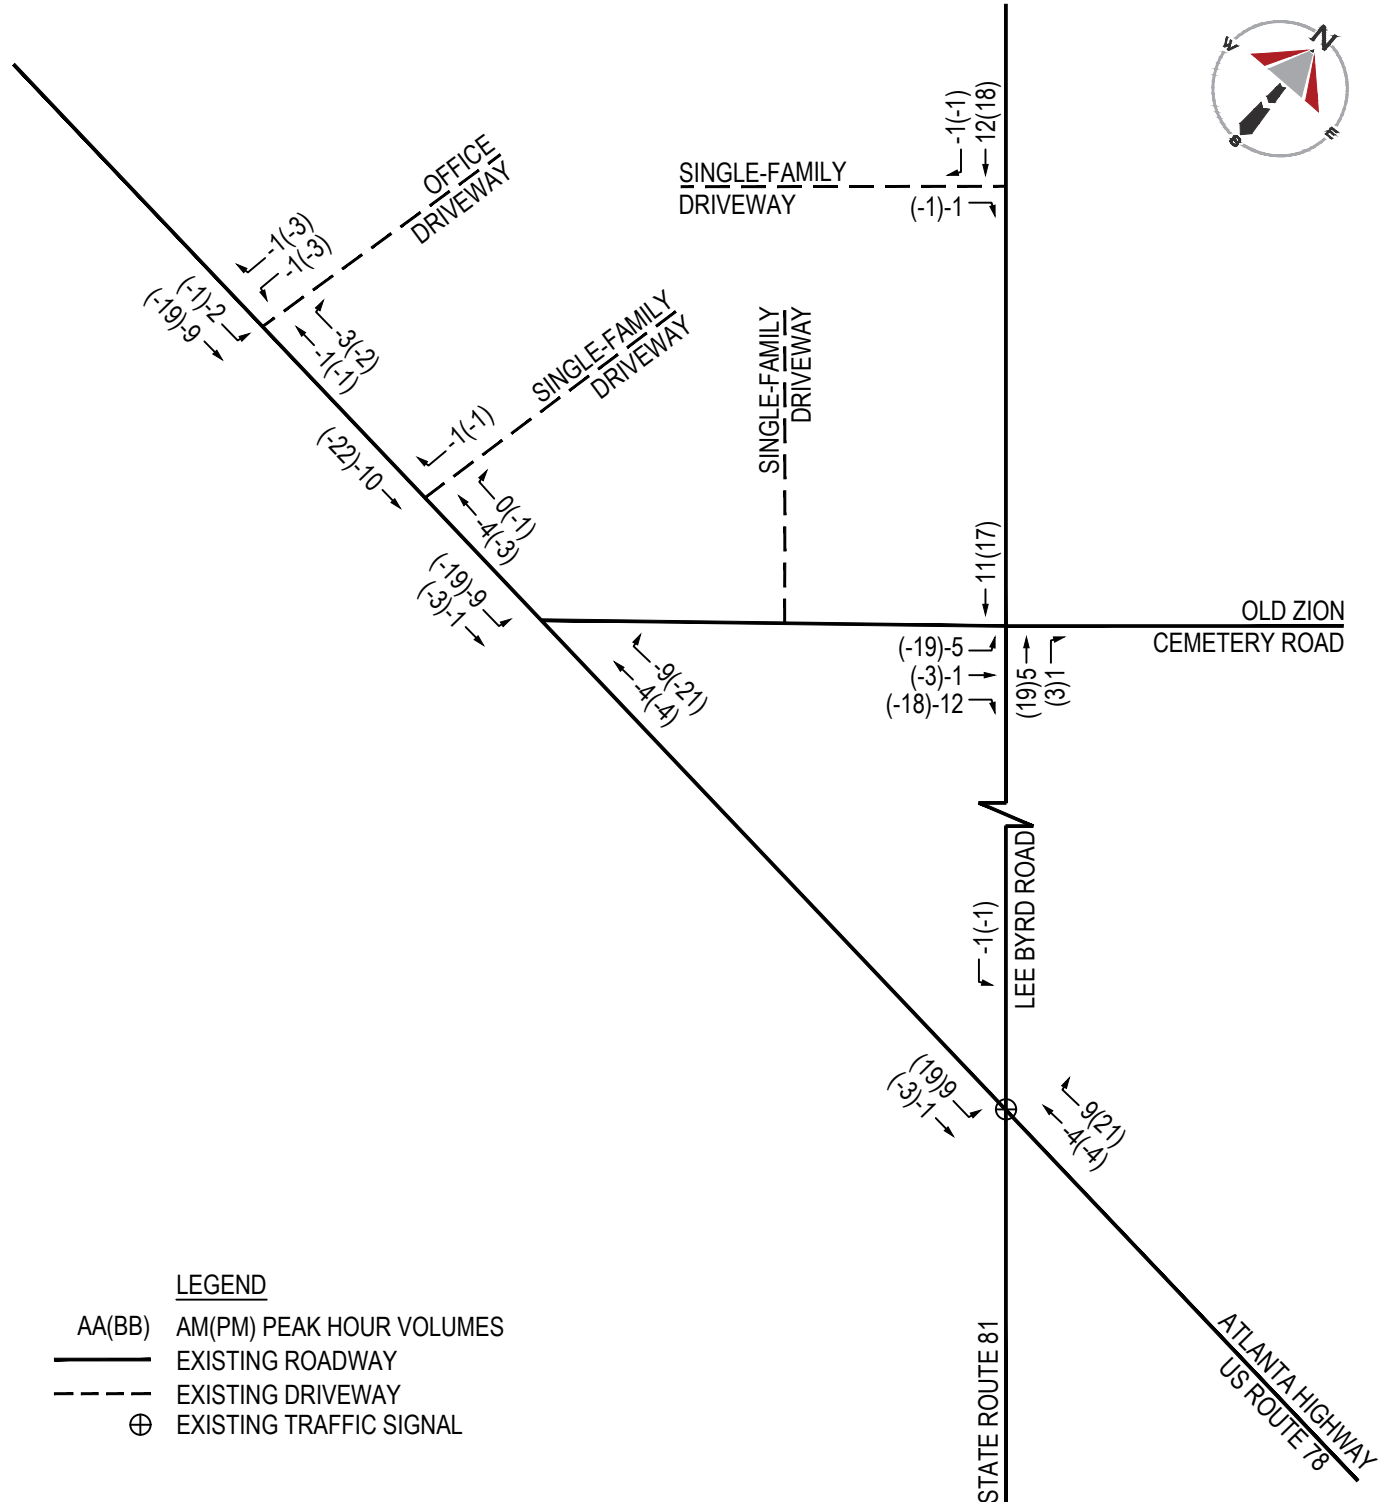 W
N
E
S
-1(-1)
12(18)
SINGLE-FAMILY
DRIVEWAY
(-1)-1
OFFICE
DRIVEWAY
-1(-3)
-1(-3)
(-1)-2
(-19)-9
-3(-2)
-1(-1)
SINGLE-FAMILY
DRIVEWAY
SINGLE-FAMILY
DRIVEWAY
(-22)-10
-1(-1)
0(-1)
-4(-3)
(-19)-9
(-3)-1
11(17)
OLD ZION
CEMETERY ROAD
-9(-21)
-4(-4)
(-19)-5
(-3)-1
(-18)-12
(19)5
(3)1
LEE BYRD ROAD
-1(-1)
(19)9
(-3)-1
9(21)
-4(-4)
LEGEND
AA(BB) AM(PM) PEAK HOUR VOLUMES
EXISTING ROADWAY
EXISTING DRIVEWAY
EXISTING TRAFFIC SIGNAL
STATE ROUTE 81
ATLANTA HIGHWAY
US ROUTE 78